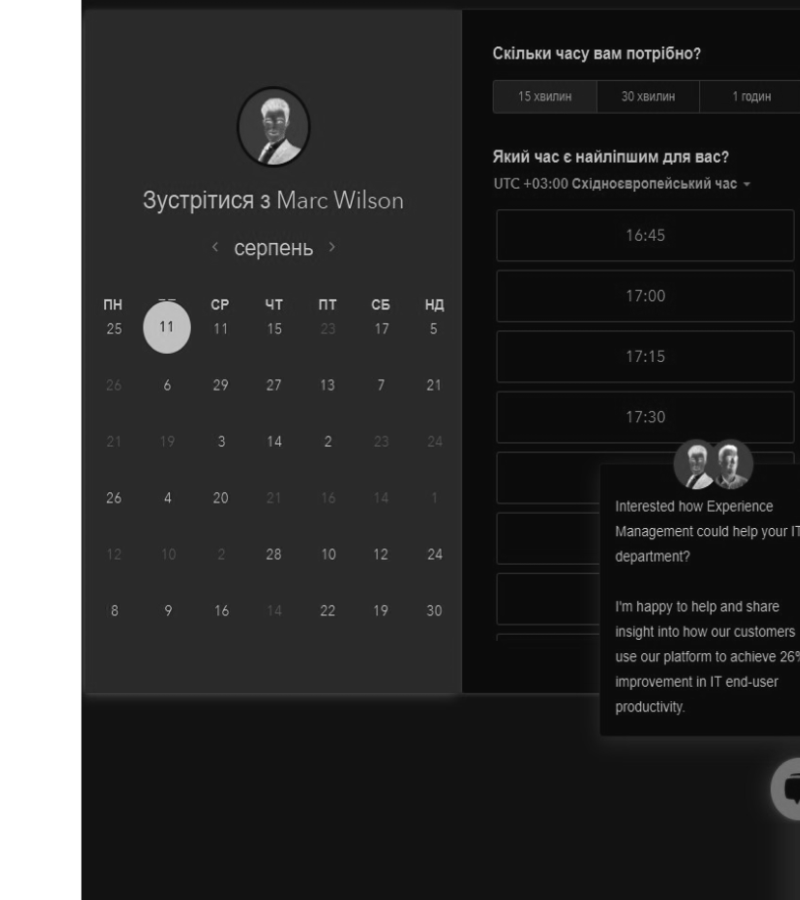 Зустрітися з Marc Wilson
серпень
ПН СР ЧТ ПТ СБ НД
25 11 11 15 23 17 5
26 6 29 27 13 7 21
21 19 3 14 2 23 24
26 4 20 21 16 14 1
12 10 2 28 10 12 24
8 9 16 14 22 19 30
Скільки часу вам потрібно?
15 хвилин 30 хвилин 1 годин
Який час є найліпшим для вас?
UTC +03:00 Східноєвропейський час
16:45
17:00
17:15
17:30
Interested how Experience
Management could help your IT
department?
I'm happy to help and share
insight into how our customers
use our platform to achieve 26%
improvement in IT end-user
productivity.